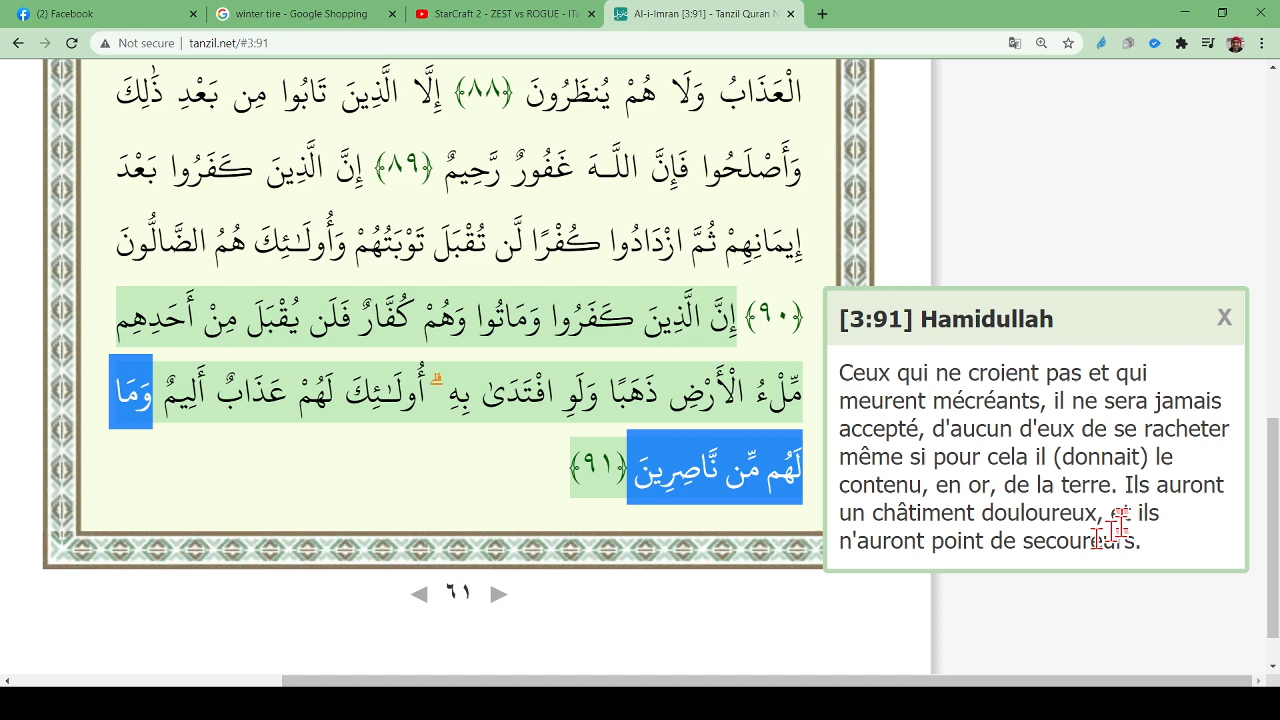 (2) Facebook
winter tire - Google Shopping
StarCraft 2 - ZEST vs ROGUE - ITa
Al-i-Imran [3:91] - Tanzil Quran N
Not secure | tanzil.net/#3:91
الْعَذَابُ وَلَا هُمْ يُنظَرُونَ ﴿٨٨﴾ إِلَّا الَّذِينَ تَابُوا مِن بَعْدِ ذَٰلِكَ
وَأَصْلَحُوا فَإِنَّ اللَّـهَ غَفُورٌ رَّحِيمٌ ﴿٨٩﴾ إِنَّ الَّذِينَ كَفَرُوا بَعْدَ
إِيمَانِهِمْ ثُمَّ ازْدَادُوا كُفْرًا لَّن تُقْبَلَ تَوْبَتُهُمْ وَأُولَـٰئِكَ هُمُ الضَّالُّونَ
﴿٩٠﴾ إِنَّ الَّذِينَ كَفَرُوا وَمَاتُوا وَهُمْ كُفَّارٌ فَلَن يُقْبَلَ مِنْ أَحَدِهِم
مِّلْءُ الْأَرْضِ ذَهَبًا وَلَوِ افْتَدَىٰ بِهِ ۗ أُولَـٰئِكَ لَهُمْ عَذَابٌ أَلِيمٌ وَمَا
لَهُم مِّن نَّاصِرِينَ ﴿٩١﴾
٦١
[3:91] Hamidullah
X
Ceux qui ne croient pas et qui
meurent mécréants, il ne sera jamais
accepté, d'aucun d'eux de se racheter
même si pour cela il (donnait) le
contenu, en or, de la terre. Ils auront
un châtiment douloureux, et ils
n'auront point de secoureurs.